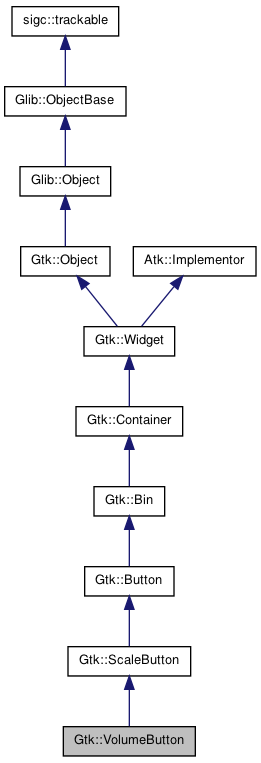 sigc::trackable
Glib::ObjectBase
Glib::Object
Gtk::Object
Atk::Implementor
Gtk::Widget
Gtk::Container
Gtk::Bin
Gtk::Button
Gtk::ScaleButton
Gtk::VolumeButton